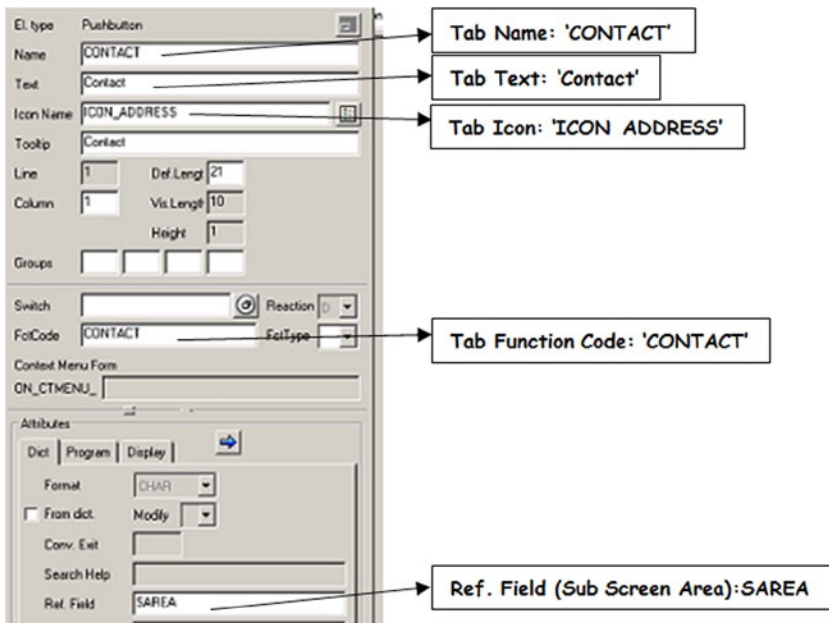 El. type Pushbutton
Name CONTACT
Tab Name: ‘CONTACT’
Text Contact
Tab Text: ‘Contact’
Icon Name ICON_ADDRESS
Tab Icon: ‘ICON ADDRESS’
Tooltip Contact
Line 1 Def.Lengt 21
Column 1 Vis.Length 10
Height 1
Groups
Switch Reaction D
FctCode CONTACT FctType
Tab Function Code: ‘CONTACT’
Context Menu Form
ON_CTMENU_
Attributes
Dict Program Display
Format CHAR
From dict. Modify
Conv. Exit
Search Help
Ref. Field SAREA
Ref. Field (Sub Screen Area):SAREA